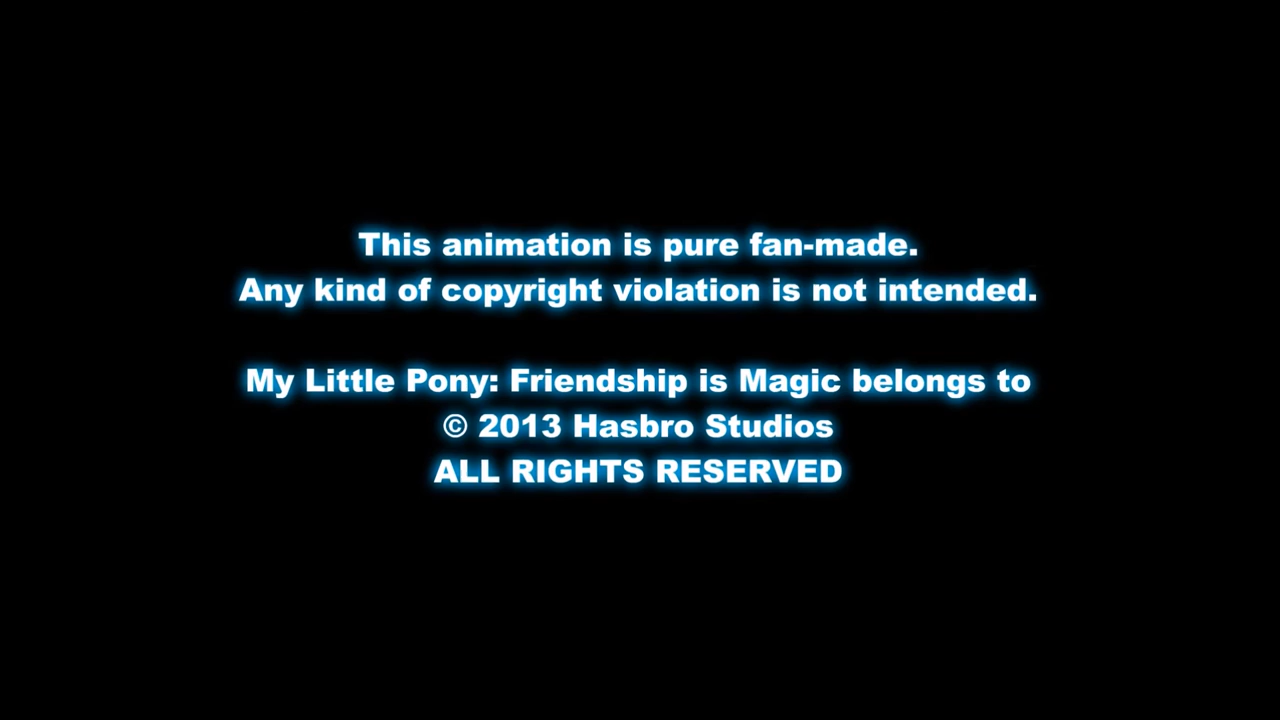 This animation is pure fan-made.
Any kind of copyright violation is not intended.
My Little Pony: Friendship is Magic belongs to
© 2013 Hasbro Studios
ALL RIGHTS RESERVED